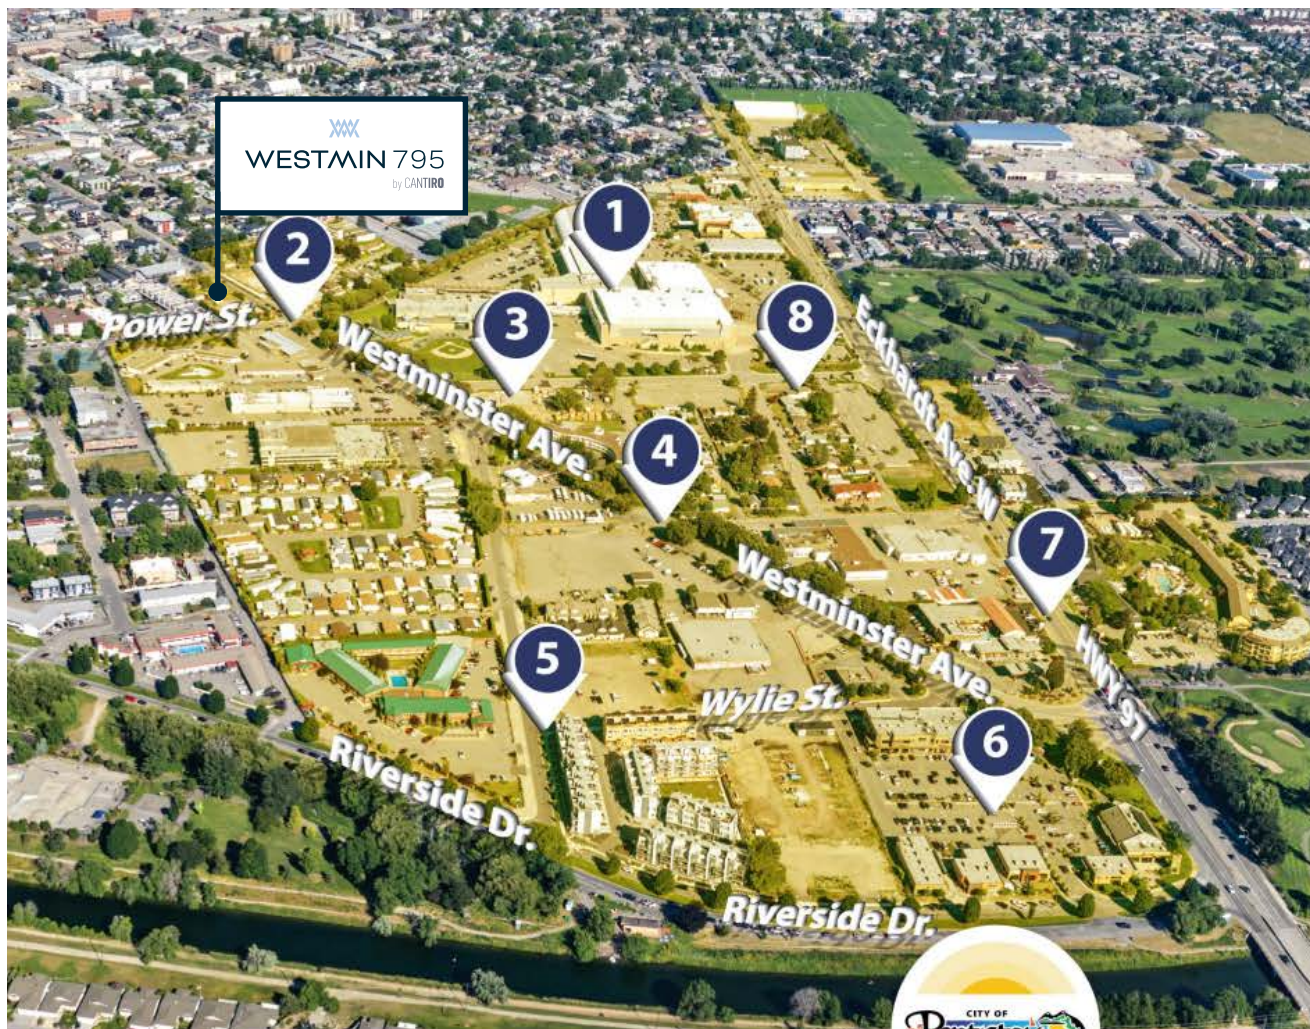 WESTMIN 795
by CANTIRO
1
2
3
8
Power St.
Westminster Ave.
Eckhardt Ave. W
4
7
Westminster Ave.
HWY 97
5
Wylie St.
6
Riverside Dr.
Riverside Dr.
CITY OF